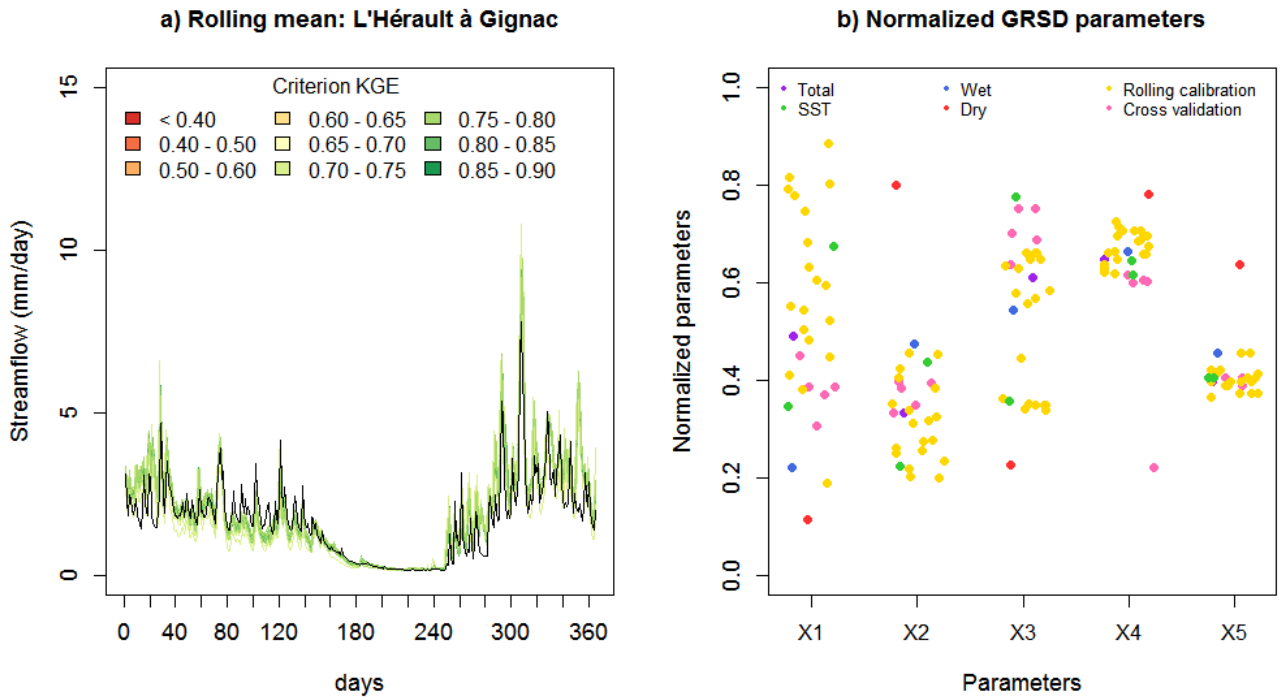 a) Rolling mean: L'Hérault à Gignac
Criterion KGE
< 0.40
0.60 - 0.65
0.75 - 0.80
0.40 - 0.50
0.65 - 0.70
0.80 - 0.85
0.50 - 0.60
0.70 - 0.75
0.85 - 0.90
Streamflow (mm/day)
15
10
5
0
0
40
80
120
180
240
300
360
days
b) Normalized GRSD parameters
Total
Wet
Rolling calibration
SST
Dry
Cross validation
Normalized parameters
1.0
0.8
0.6
0.4
0.2
0.0
X1
X2
X3
X4
X5
Parameters